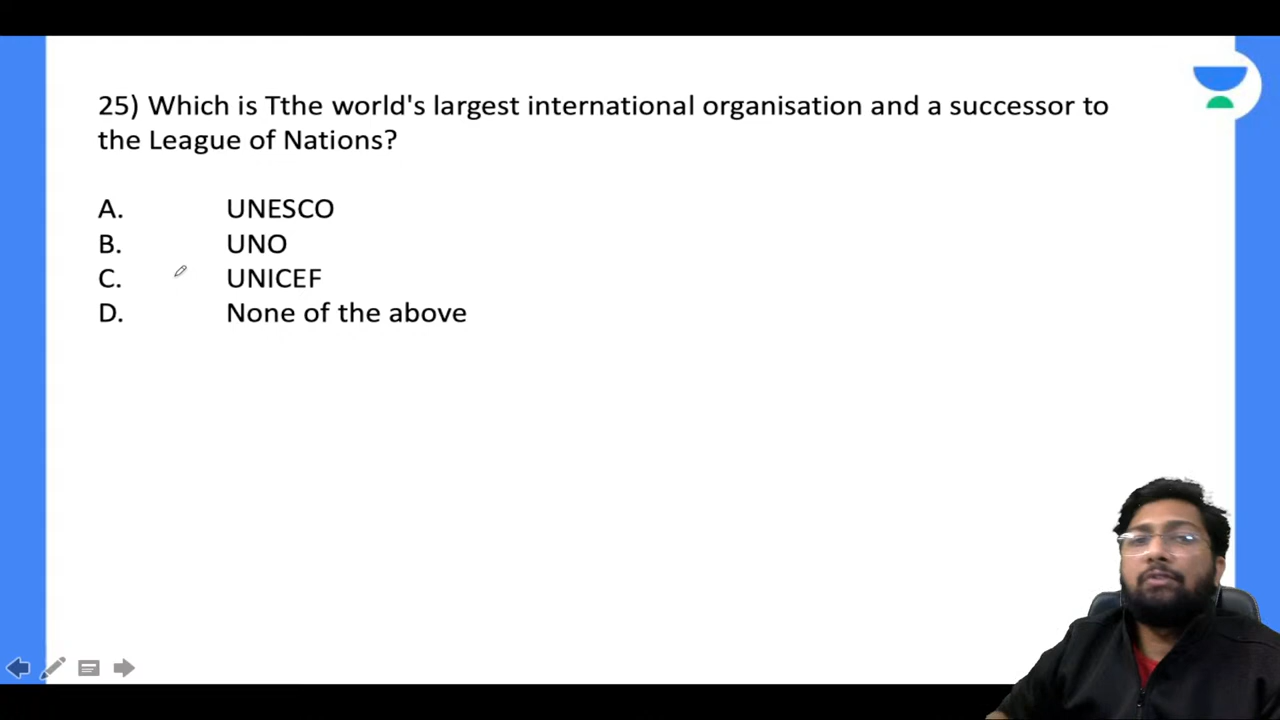 25) Which is Tthe world's largest international organisation and a successor to
the League of Nations?
A. UNESCO
B. UNO
C. UNICEF
D. None of the above